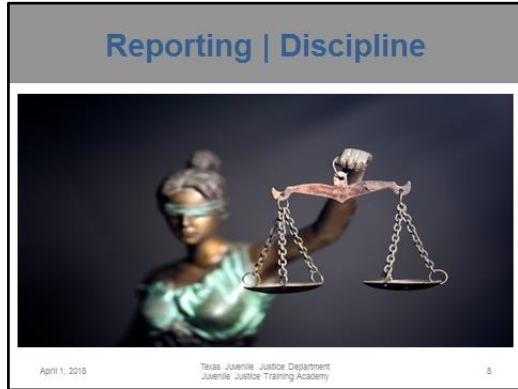 Reporting | Discipline
April 1, 2018
Texas Juvenile Justice Department
Juvenile Justice Training Academy
8